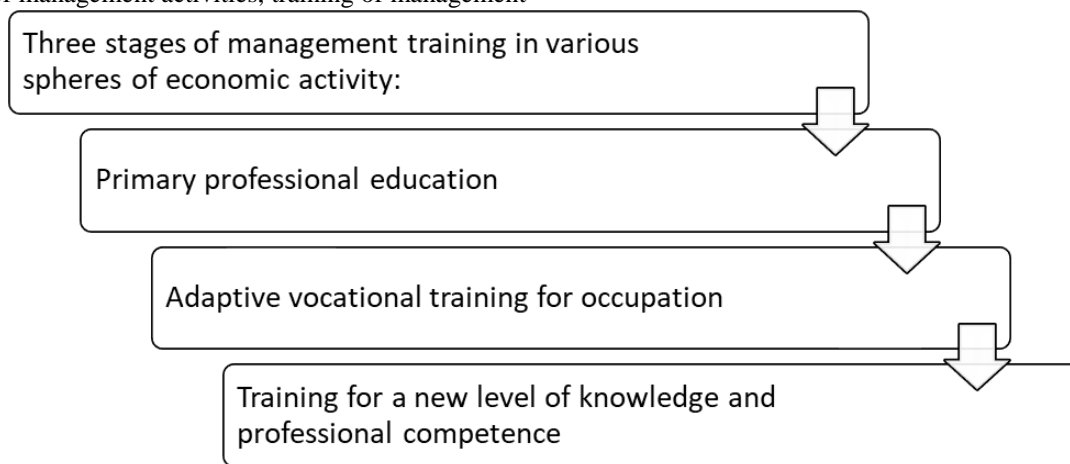 of management activities, training of management
Three stages of management training in various
spheres of economic activity:
Primary professional education
Adaptive vocational training for occupation
Training for a new level of knowledge and
professional competence